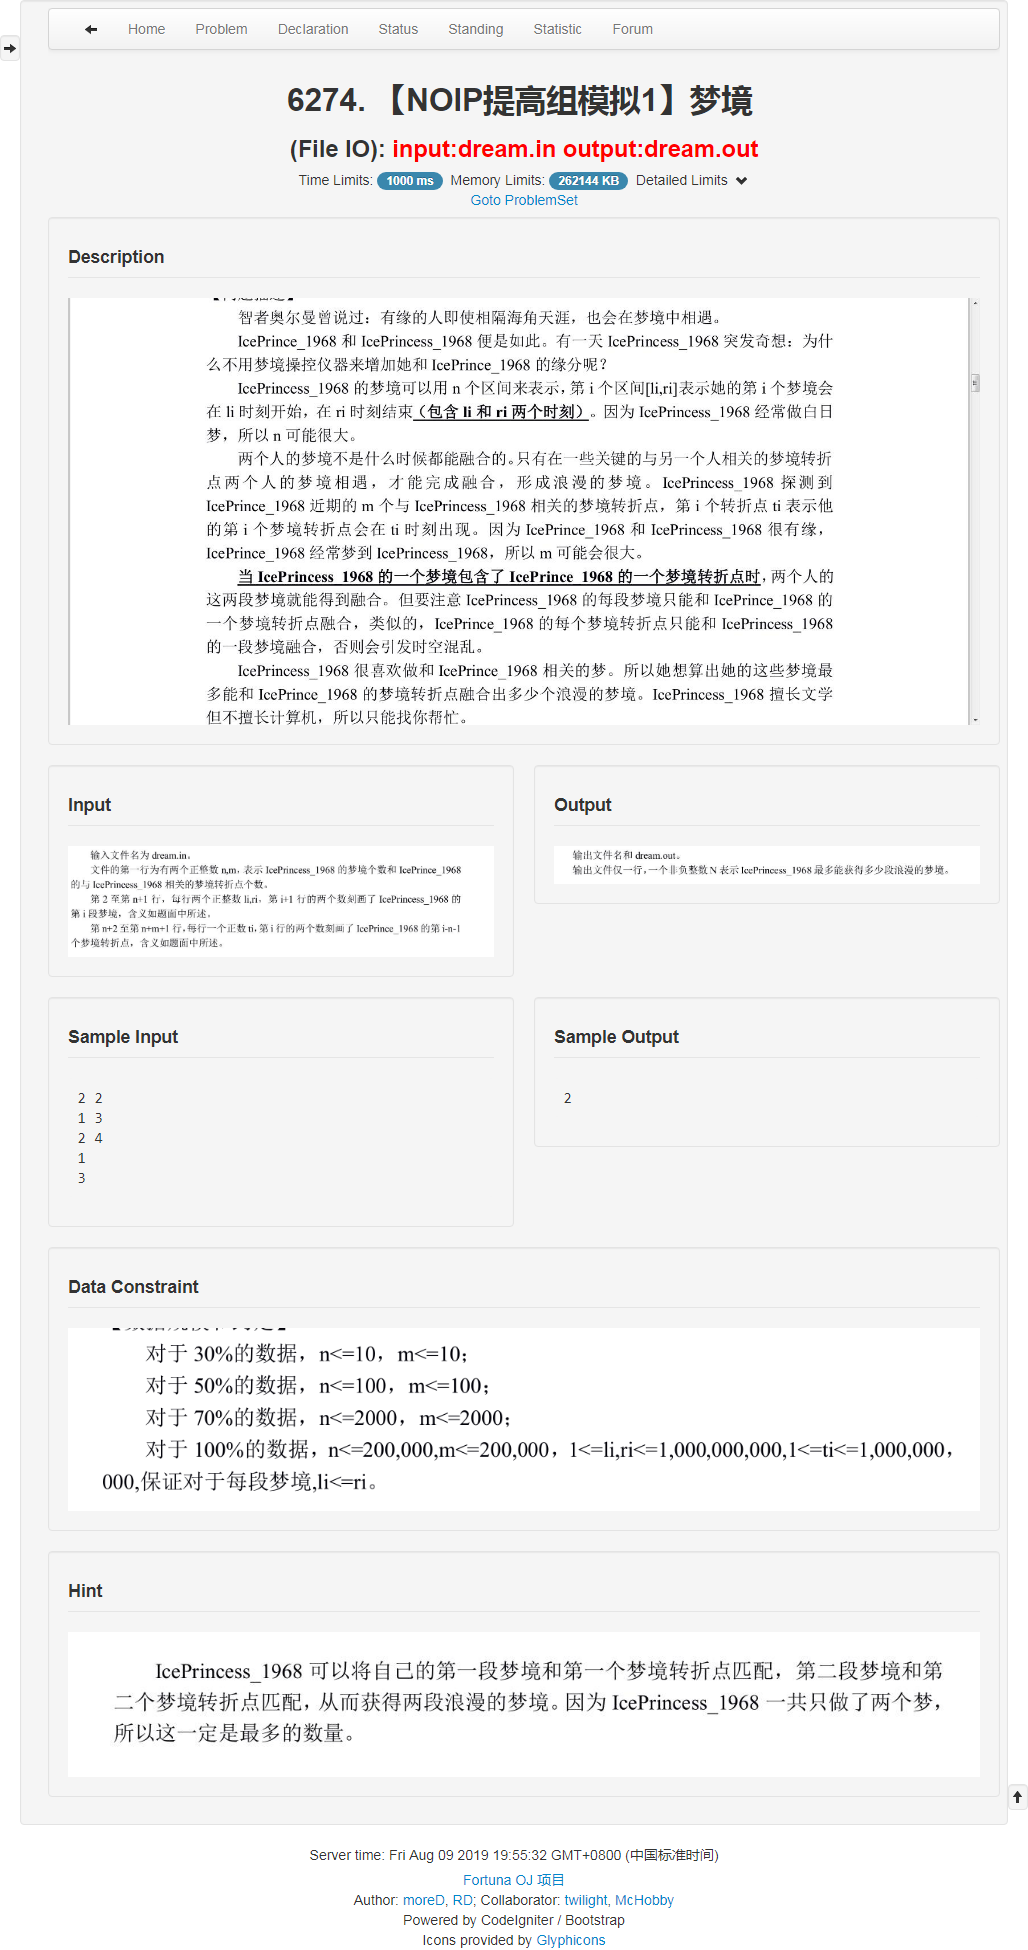 Home Problem Declaration Status Standing Statistic Forum
6274. 【NOIP提高组模拟1】梦境
(File IO): input:dream.in output:dream.out
Time Limits: 1000 ms Memory Limits: 262144 KB Detailed Limits
Goto ProblemSet
Description
智者奥尔曼曾说过：有缘的人即使相隔海角天涯，也会在梦境中相遇。
IcePrince_1968 和 IcePrincess_1968 便是如此。有一天 IcePrincess_1968 突发奇想：为什
么不用梦境操控仪器来增加她和 IcePrince_1968 的缘分呢？
IcePrincess_1968 的梦境可以用 n 个区间来表示，第 i 个区间[li,ri]表示她的第 i 个梦境会
在 li 时刻开始，在 ri 时刻结束（包含 li 和 ri 两个时刻）。因为 IcePrincess_1968 经常做白日
梦，所以 n 可能很大。
两个人的梦境不是什么时候都能融合的。只有在一些关键的与另一个人相关的梦境转折
点两个人的梦境相遇，才能完成融合，形成浪漫的梦境。IcePrincess_1968 探测到
IcePrince_1968 近期的 m 个与 IcePrincess_1968 相关的梦境转折点，第 i 个转折点 ti 表示他
的第 i 个梦境转折点会在 ti 时刻出现。因为 IcePrince_1968 和 IcePrincess_1968 很有缘，
IcePrince_1968 经常梦到 IcePrincess_1968，所以 m 可能会很大。
当 IcePrincess_1968 的一个梦境包含了 IcePrince_1968 的一个梦境转折点时，两个人的
这两段梦境就能得到融合。但要注意 IcePrincess_1968 的每段梦境只能和 IcePrince_1968 的
一个梦境转折点融合，类似的，IcePrince_1968 的每个梦境转折点只能和 IcePrincess_1968
的一段梦境融合，否则会引发时空混乱。
IcePrincess_1968 很喜欢做和 IcePrince_1968 相关的梦。所以她想算出她的这些梦境最
多能和 IcePrince_1968 的梦境转折点融合出多少个浪漫的梦境。IcePrincess_1968 擅长文学
但不擅长计算机，所以只能找你帮忙。
Input
输入文件名为 dream.in。
文件的第一行为有两个正整数 n,m，表示 IcePrincess_1968 的梦境个数和 IcePrince_1968
的与 IcePrincess_1968 相关的梦境转折点个数。
第 2 至第 n+1 行，每行两个正整数 li,ri，第 i+1 行的两个数刻画了 IcePrincess_1968 的
第 i 段梦境，含义如题面中所述。
第 n+2 至第 n+m+1 行，每行一个正数 ti，第 i 行的两个数刻画了 IcePrince_1968 的第 i-n-1
个梦境转折点，含义如题面中所述。
Output
输出文件名和 dream.out。
输出文件仅一行，一个非负整数 N 表示 IcePrincess_1968 最多能获得多少段浪漫的梦境。
Sample Input
2 2
1 3
2 4
1
3
Sample Output
2
Data Constraint
对于 30%的数据，n<=10，m<=10；
对于 50%的数据，n<=100，m<=100；
对于 70%的数据，n<=2000，m<=2000；
对于 100%的数据，n<=200,000,m<=200,000，1<=li,ri<=1,000,000,000,1<=ti<=1,000,000，
000,保证对于每段梦境,li<=ri。
Hint
IcePrincess_1968 可以将自己的第一段梦境和第一个梦境转折点匹配，第二段梦境和第
二个梦境转折点匹配，从而获得两段浪漫的梦境。因为 IcePrincess_1968 一共只做了两个梦，
所以这一定是最多的数量。
Server time: Fri Aug 09 2019 19:55:32 GMT+0800 (中国标准时间)
Fortuna OJ 项目
Author: moreD, RD; Collaborator: twilight, McHobby
Powered by CodeIgniter / Bootstrap
Icons provided by Glyphicons